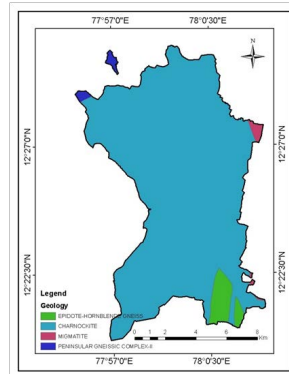 77°57'0"E
78°0'30"E
N
12°27'0"N
12°27'0"N
12°22'30"N
12°22'30"N
Legend
Geology
EPIDOTE-HORNBLENDE GNEISS
CHARNOCKITE
MIGMATITE
PENINSULAR GNEISSIC COMPLEX-II
0 1 2 4 6 8
Km
77°57'0"E
78°0'30"E